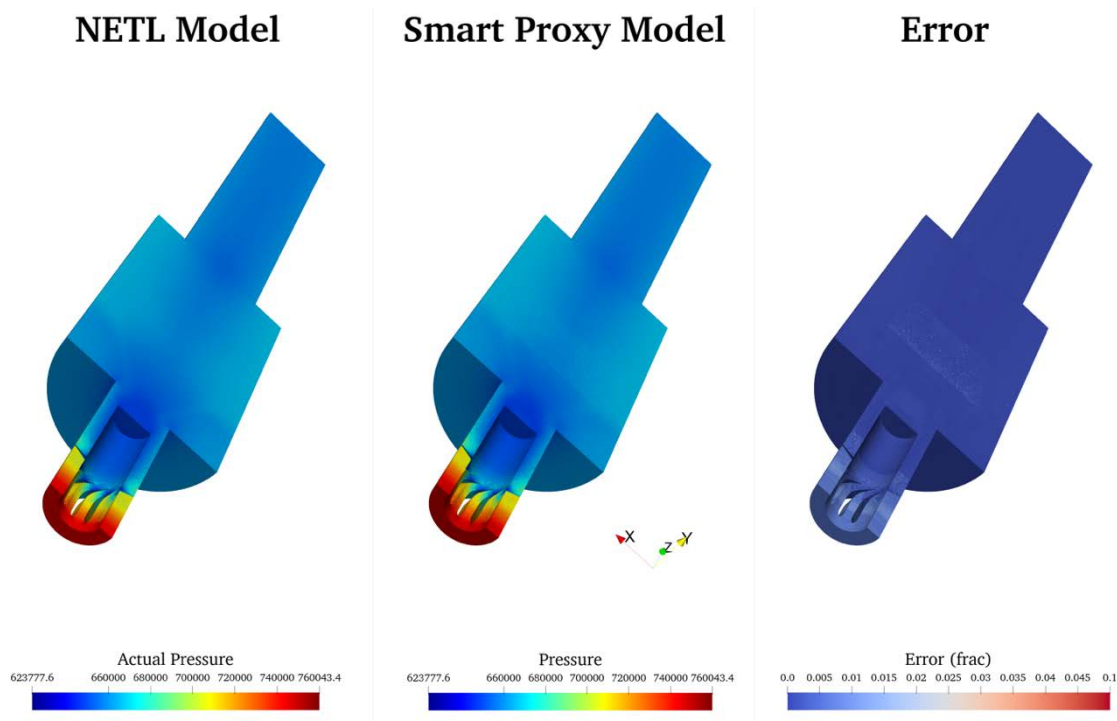 NETL Model
Smart Proxy Model
Error
X
Z
Y
Actual Pressure
623777.6 660000 680000 700000 720000 740000 760043.4
Pressure
623777.6 660000 680000 700000 720000 740000 760043.4
Error (frac)
0.0 0.005 0.01 0.015 0.02 0.025 0.03 0.035 0.04 0.045 0.1